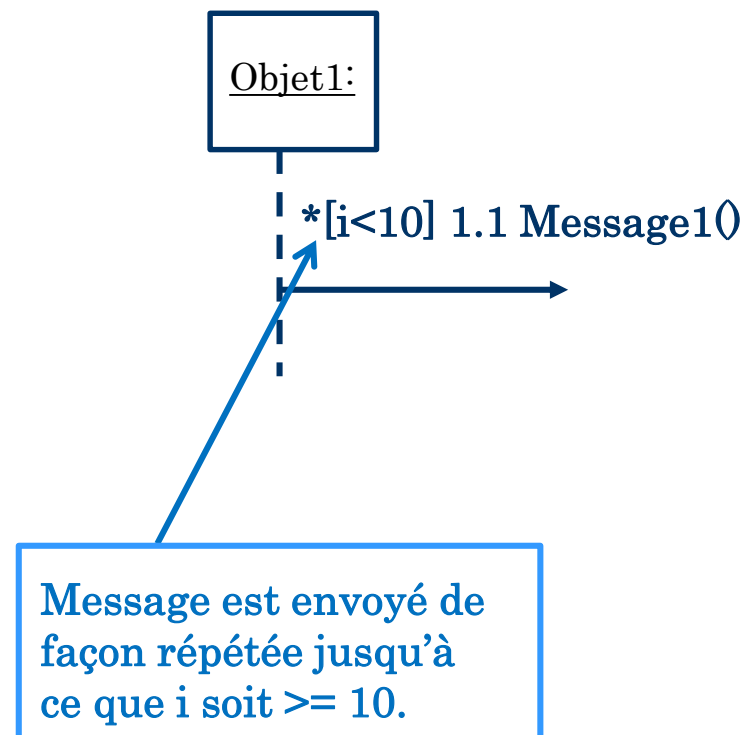 Objet1:
*[i<10] 1.1 Message1()
Message est envoyé de
façon répétée jusqu’à
ce que i soit >= 10.